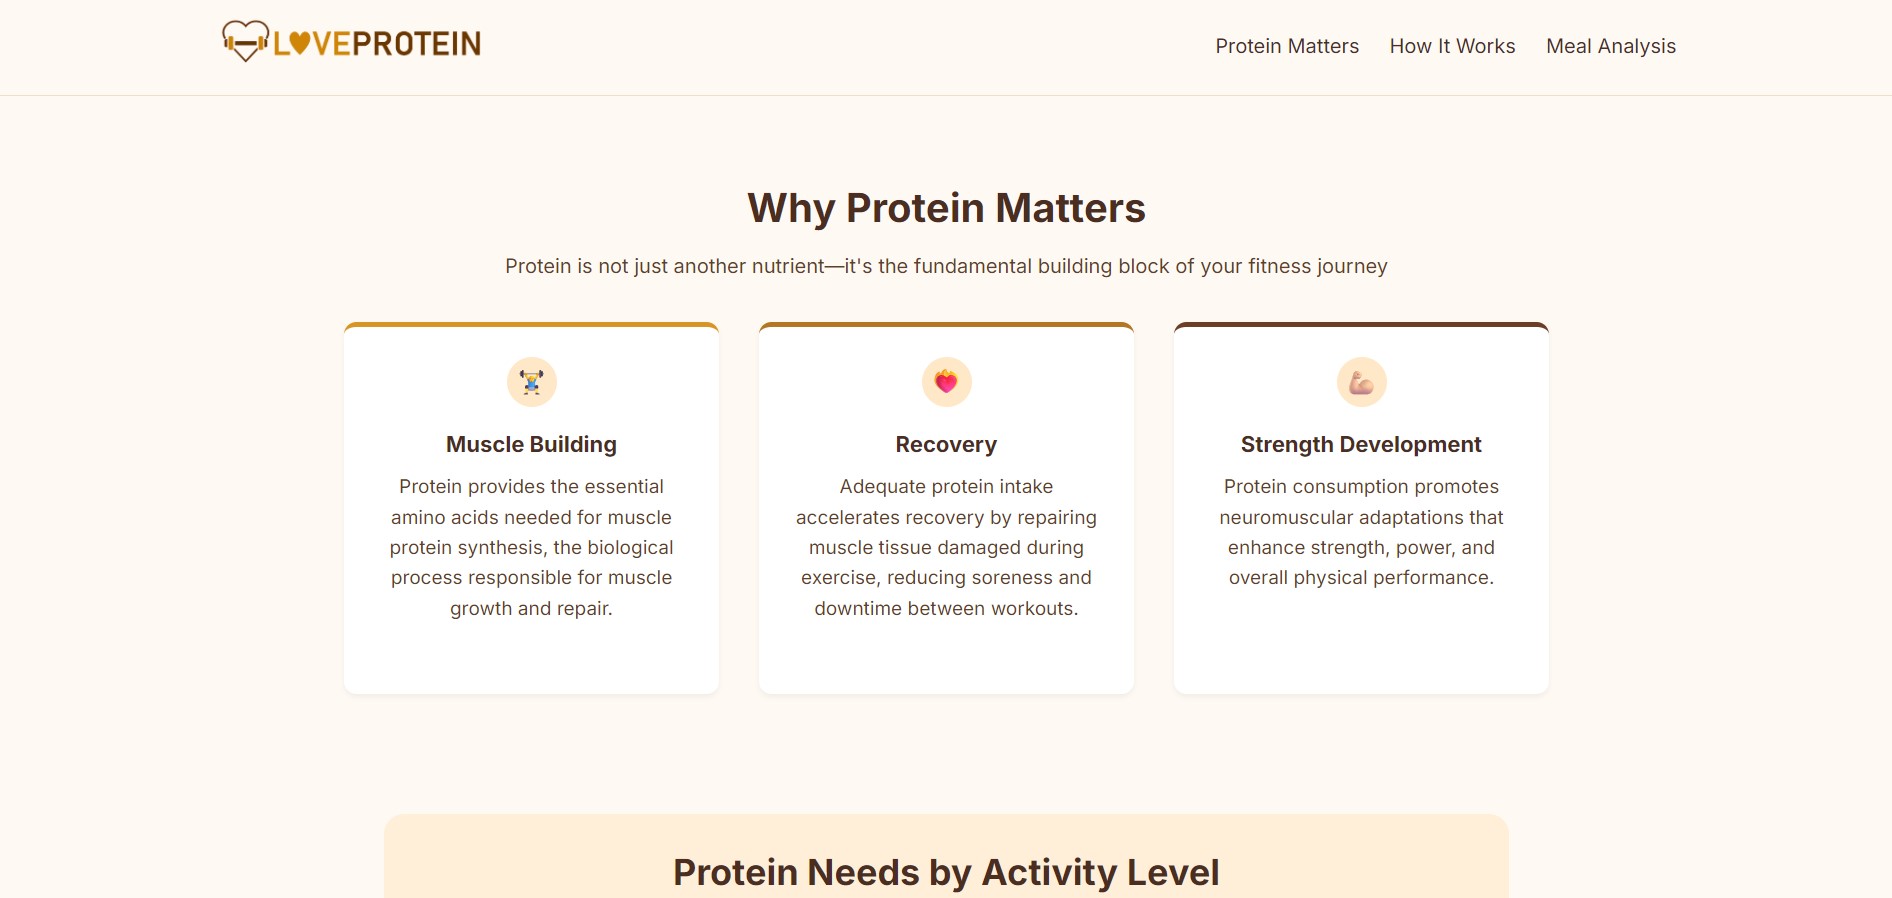 L♥VEPROTEIN
Protein Matters
How It Works
Meal Analysis
Why Protein Matters
Protein is not just another nutrient—it's the fundamental building block of your fitness journey
Muscle Building
Protein provides the essential
amino acids needed for muscle
protein synthesis, the biological
process responsible for muscle
growth and repair.
Recovery
Adequate protein intake
accelerates recovery by repairing
muscle tissue damaged during
exercise, reducing soreness and
downtime between workouts.
Strength Development
Protein consumption promotes
neuromuscular adaptations that
enhance strength, power, and
overall physical performance.
Protein Needs by Activity Level